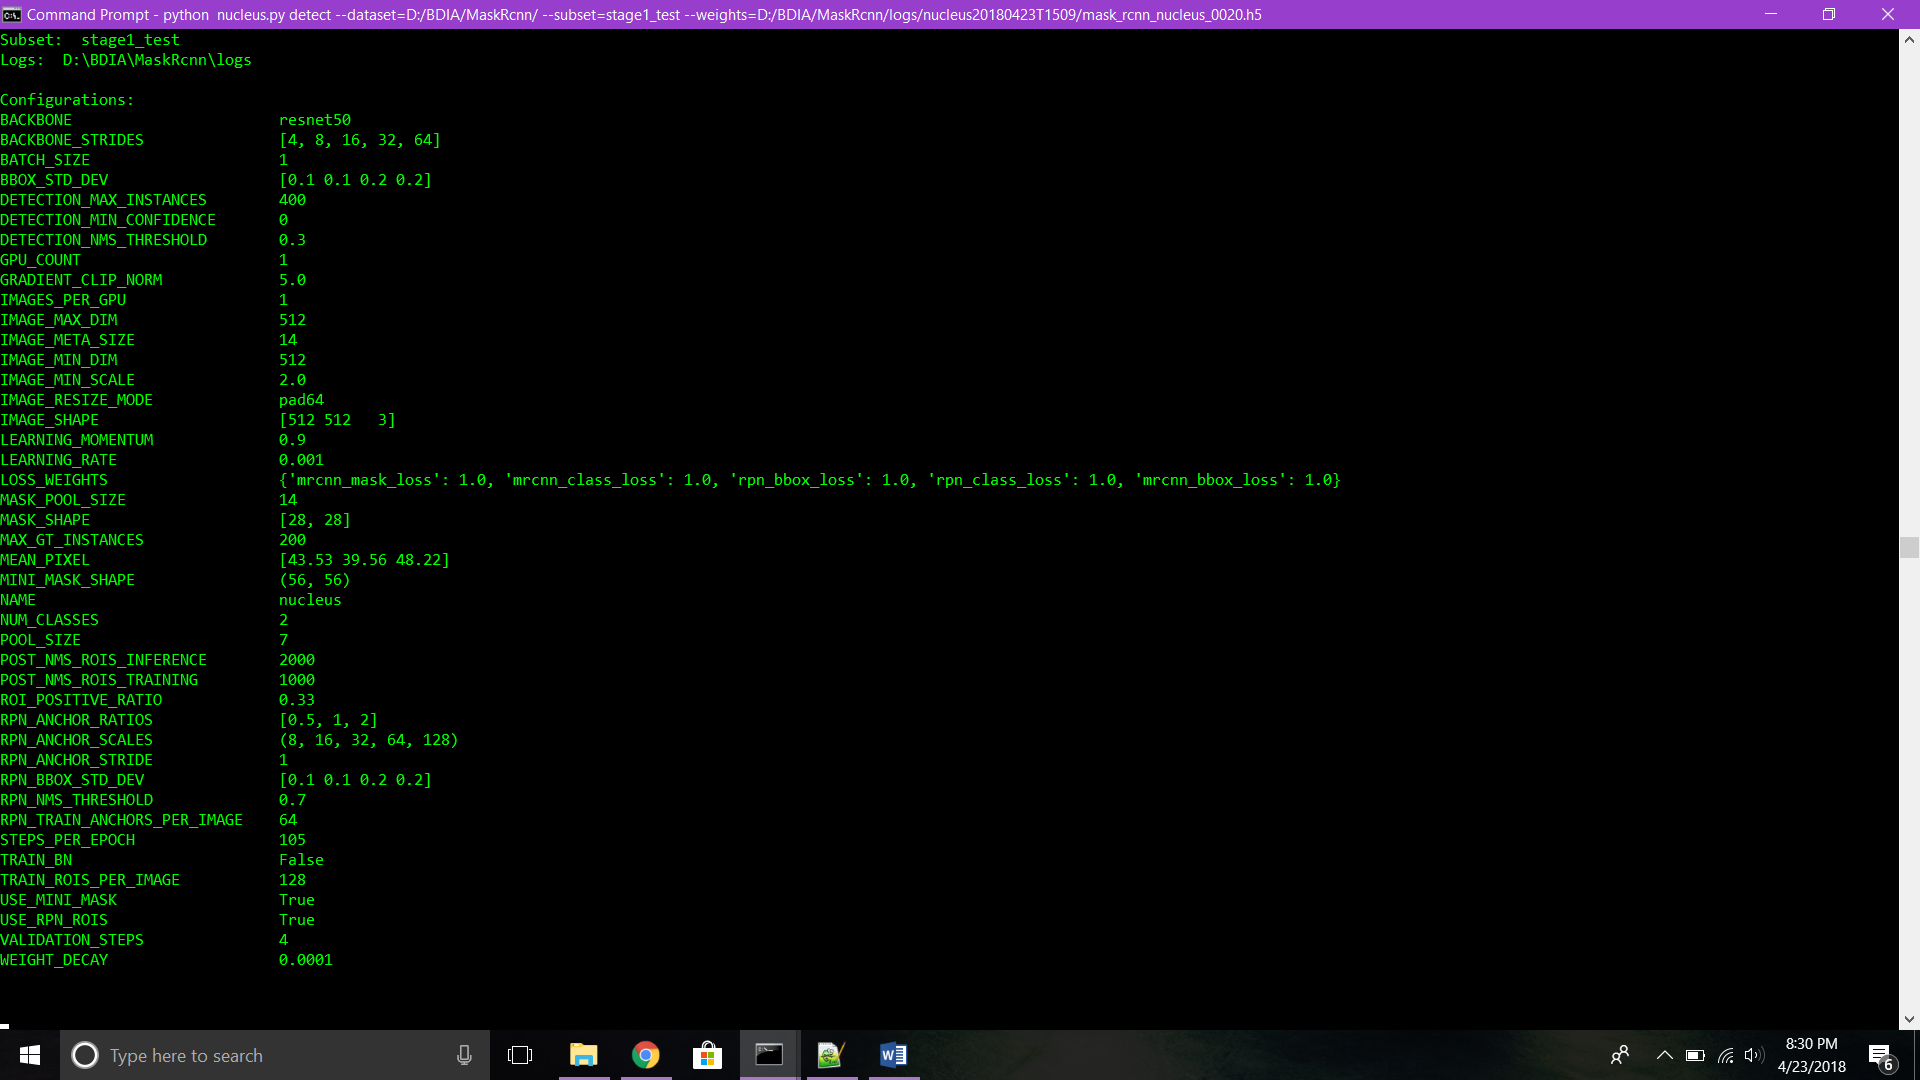 Command Prompt - python  nucleus.py detect --dataset=D:/BDIA/MaskRcnn/ --subset=stage1_test --weights=D:/BDIA/MaskRcnn/logs/nucleus20180423T1509/mask_rcnn_nucleus_0020.h5
Subset:  stage1_test
Logs:  D:\BDIA\MaskRcnn\logs
Configurations:
BACKBONE                       resnet50
BACKBONE_STRIDES               [4, 8, 16, 32, 64]
BATCH_SIZE                     1
BBOX_STD_DEV                   [0.1 0.1 0.2 0.2]
DETECTION_MAX_INSTANCES        400
DETECTION_MIN_CONFIDENCE       0
DETECTION_NMS_THRESHOLD        0.3
GPU_COUNT                      1
GRADIENT_CLIP_NORM             5.0
IMAGES_PER_GPU                 1
IMAGE_MAX_DIM                  512
IMAGE_META_SIZE                14
IMAGE_MIN_DIM                  512
IMAGE_MIN_SCALE                2.0
IMAGE_RESIZE_MODE              pad64
IMAGE_SHAPE                    [512 512   3]
LEARNING_MOMENTUM              0.9
LEARNING_RATE                  0.001
LOSS_WEIGHTS                   {'mrcnn_mask_loss': 1.0, 'mrcnn_class_loss': 1.0, 'rpn_bbox_loss': 1.0, 'rpn_class_loss': 1.0, 'mrcnn_bbox_loss': 1.0}
MASK_POOL_SIZE                 14
MASK_SHAPE                     [28, 28]
MAX_GT_INSTANCES               200
MEAN_PIXEL                     [43.53 39.56 48.22]
MINI_MASK_SHAPE                (56, 56)
NAME                           nucleus
NUM_CLASSES                    2
POOL_SIZE                      7
POST_NMS_ROIS_INFERENCE        2000
POST_NMS_ROIS_TRAINING         1000
ROI_POSITIVE_RATIO             0.33
RPN_ANCHOR_RATIOS              [0.5, 1, 2]
RPN_ANCHOR_SCALES              (8, 16, 32, 64, 128)
RPN_ANCHOR_STRIDE              1
RPN_BBOX_STD_DEV               [0.1 0.1 0.2 0.2]
RPN_NMS_THRESHOLD              0.7
RPN_TRAIN_ANCHORS_PER_IMAGE    64
STEPS_PER_EPOCH                105
TRAIN_BN                       False
TRAIN_ROIS_PER_IMAGE           128
USE_MINI_MASK                  True
USE_RPN_ROIS                   True
VALIDATION_STEPS               4
WEIGHT_DECAY                   0.0001
Type here to search
8:30 PM
4/23/2018
6